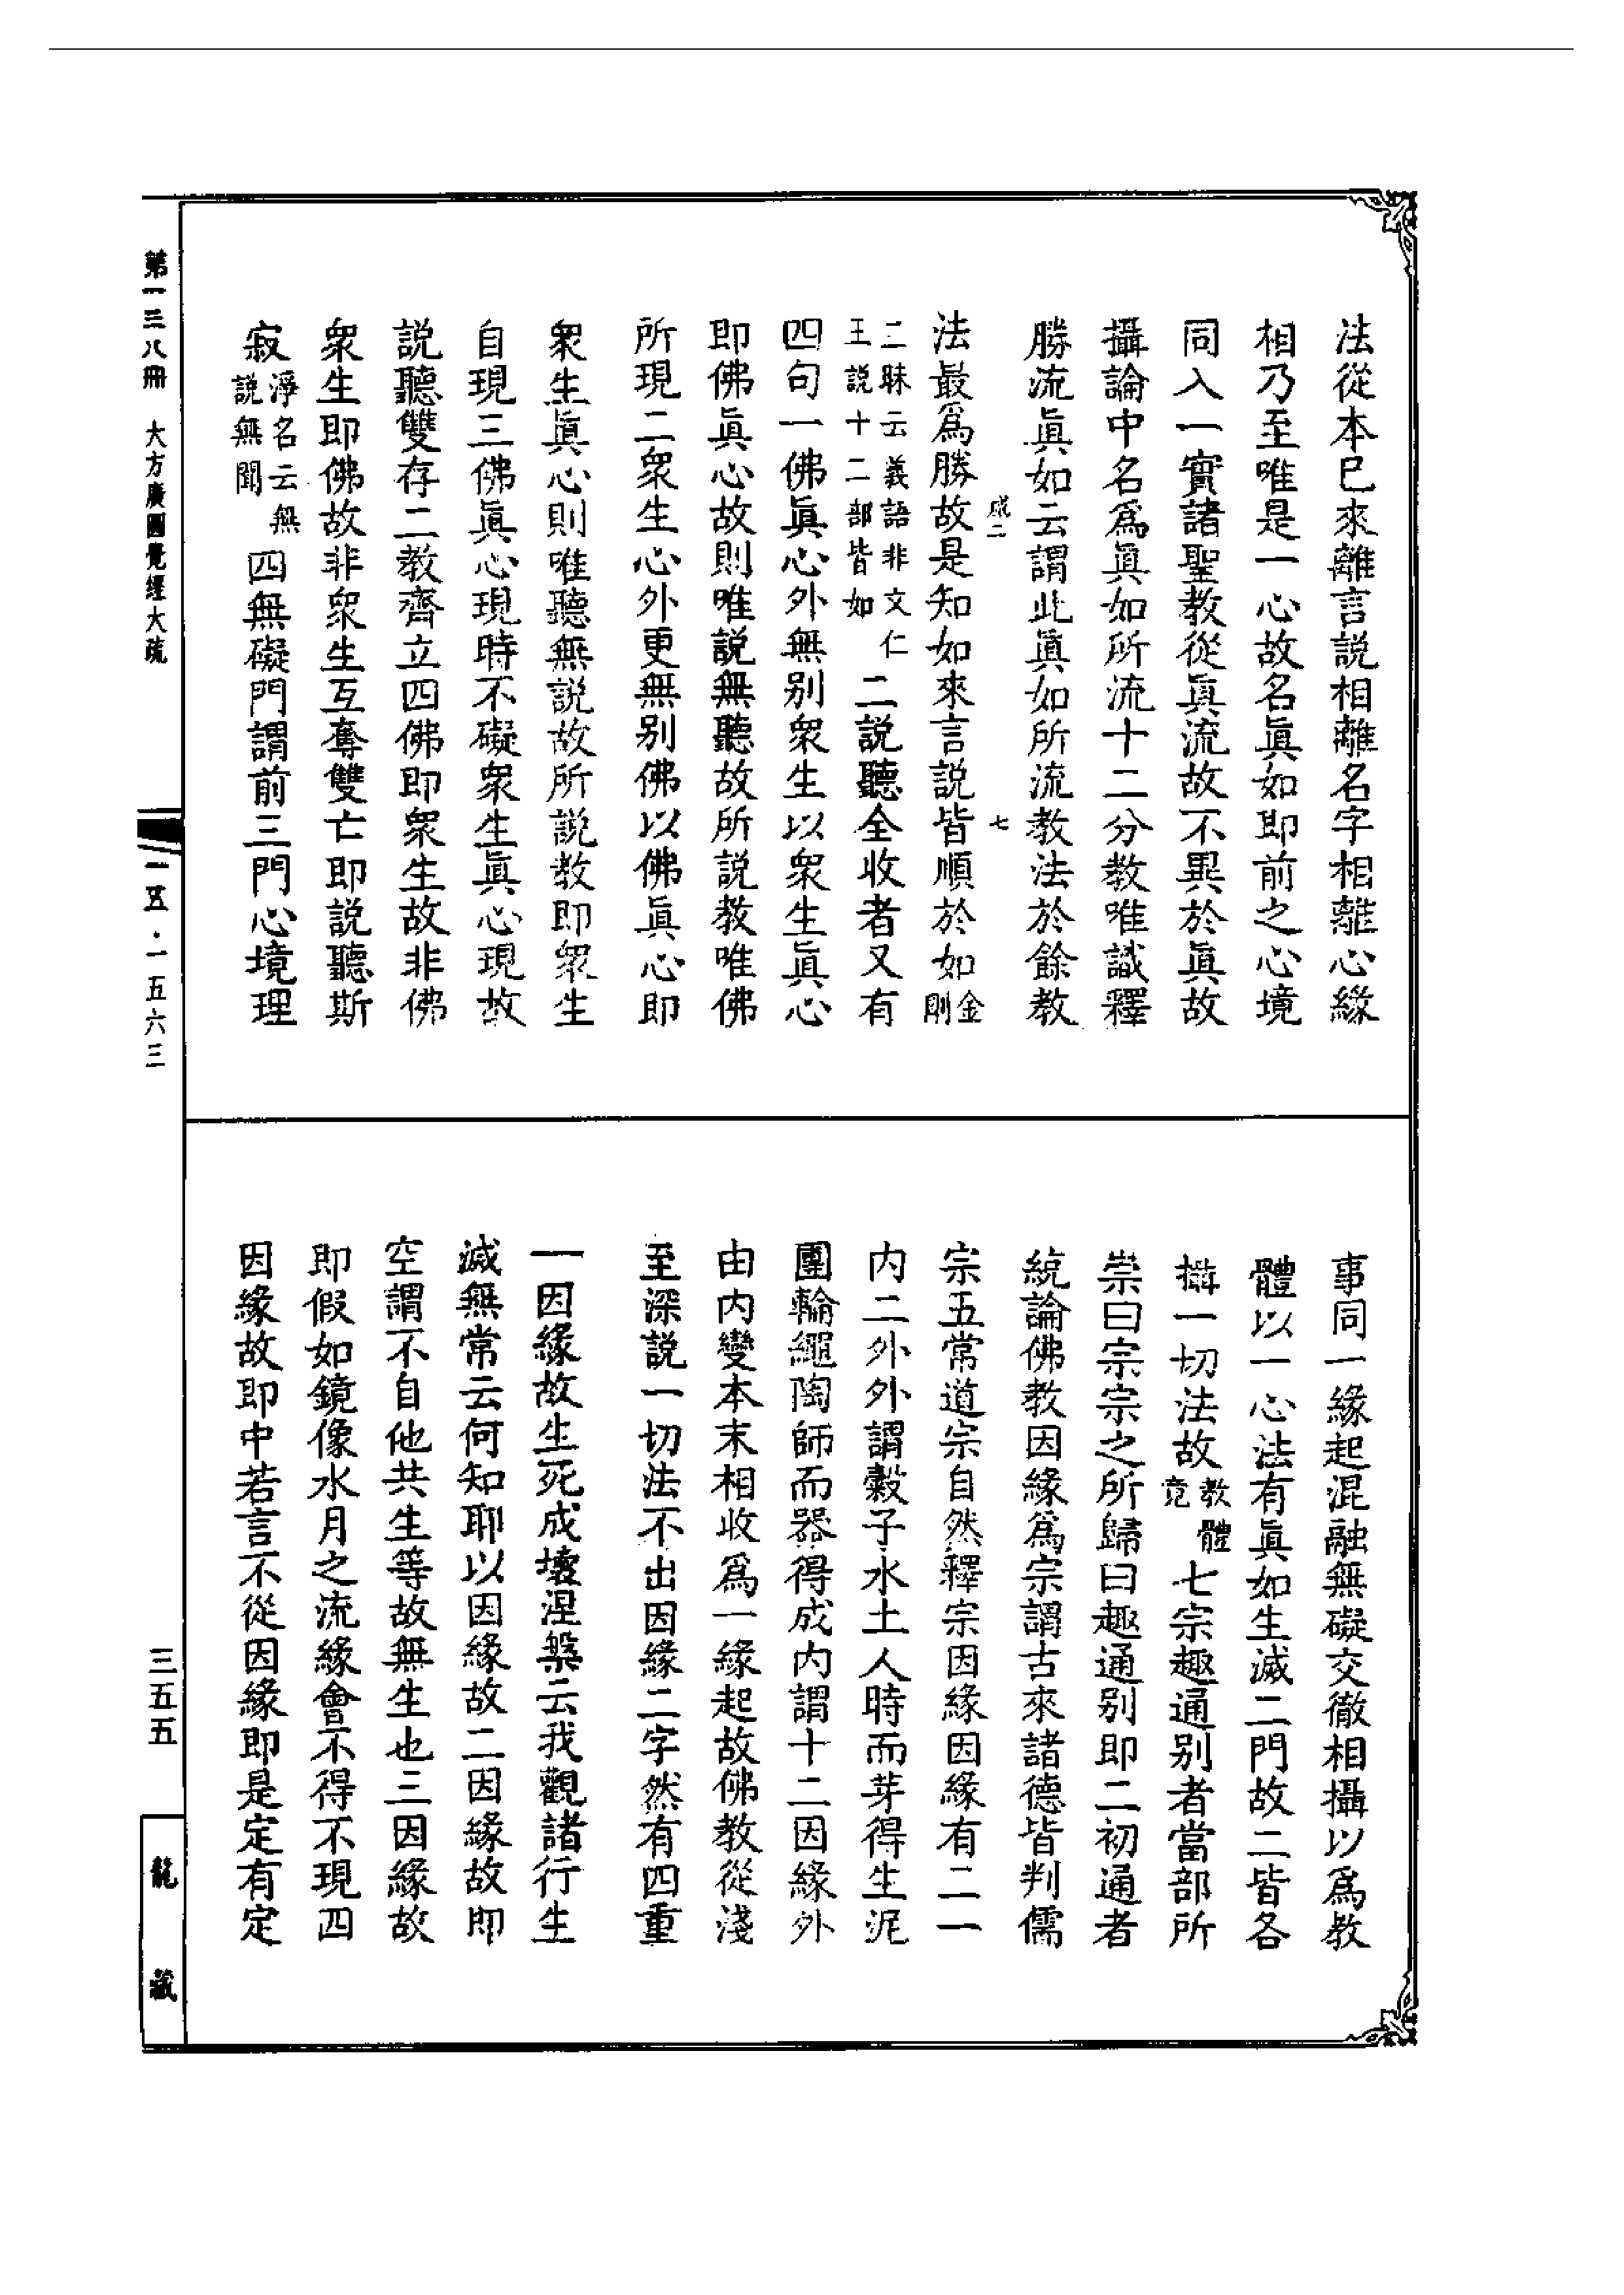 法從本已來離言説相離名字相離心緣
相乃至唯是一心故名眞如即前之心境
同入一實諸聖教從眞流故不異於眞故
攝論中名爲眞如所流十二分教唯識釋
勝流眞如云謂此眞如所流教法於餘教
二 七
法最爲勝故是知如來言説皆順於如金剛
二昧云義語非文仁王説十二部皆如二説聽全收者又有
四句一佛眞心外無別衆生以衆生眞心
即佛眞心故則唯説無聽故所説教唯佛
所現二衆生心外更無別佛以佛眞心即
衆生眞心則唯聽無説故所説教即衆生
自現三佛眞心現時不礙衆生眞心現故
説聽雙存二教齊立四佛即衆生故非佛
衆生即佛故非衆生互奪雙亡即説聽斯
寂淨名云無説無聞四無礙門謂前三門心境理
事同一緣起混融無礙交徹相攝以爲教
體以一心法有眞如生滅二門故二皆各
攝一切法故教體竟七宗趣通別者當部所
崇曰宗宗之所歸曰趣通別即二初通者
統論佛教因緣爲宗謂古來諸德皆判儒
宗五常道宗自然釋宗因緣因緣有二一
内二外外謂穀子水土人時而芽得生泥
團輪繩陶師而器得成内謂十二因緣外
由内變本末相收爲一緣起故佛教從淺
至深説一切法不出因緣二字然有四重
一因緣故生死成壞涅槃云我觀諸行生
滅無常云何知耶以因緣故二因緣故即
空謂不自他共生等故無生也三因緣故
即假如鏡像水月之流緣會不得不現四
因緣故即中若言不從因緣即是定有定
第一三八冊 大方廣圓覺經大疏
一五·一五六三
三五五
龍藏